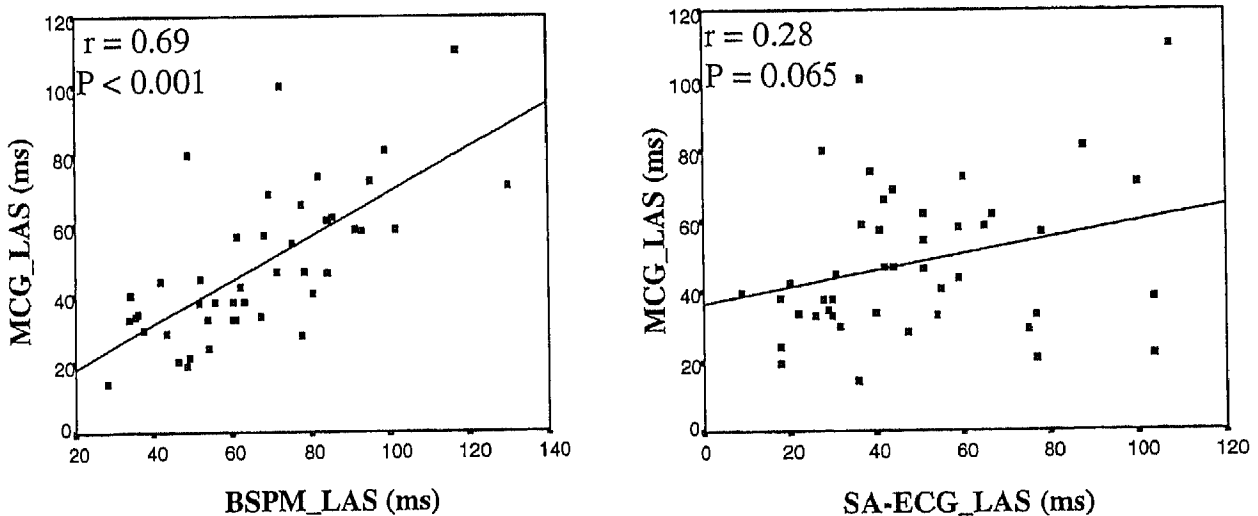 r = 0.69
P < 0.001
MCG_LAS (ms)
120
100
80
60
40
20
0
20 40 60 80 100 120 140
BSPM_LAS (ms)
r = 0.28
P = 0.065
MCG_LAS (ms)
120
100
80
60
40
20
0
0 20 40 60 80 100 120
SA-ECG_LAS (ms)